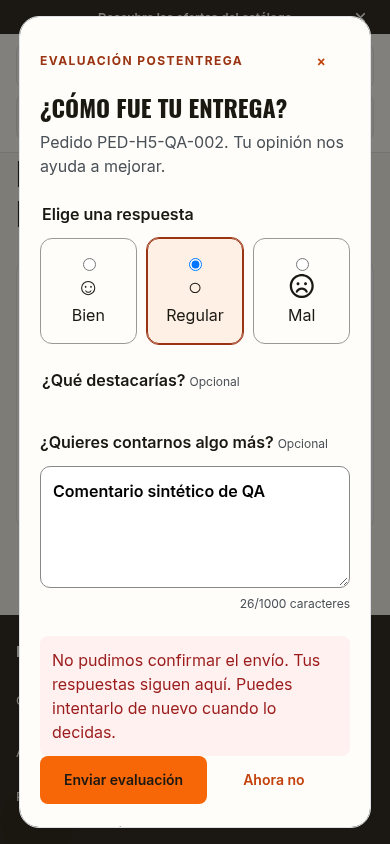 Descubre las ofertas del catálogo
EVALUACIÓN POSTENTREGA
×
¿CÓMO FUE TU ENTREGA?
Pedido PED-H5-QA-002. Tu opinión nos
ayuda a mejorar.
Elige una respuesta
Bien
Regular
Mal
¿Qué destacarías? Opcional
¿Quieres contarnos algo más? Opcional
Comentario sintético de QA
26/1000 caracteres
No pudimos confirmar el envío. Tus
respuestas siguen aquí. Puedes
intentarlo de nuevo cuando lo
decidas.
Enviar evaluación
Ahora no